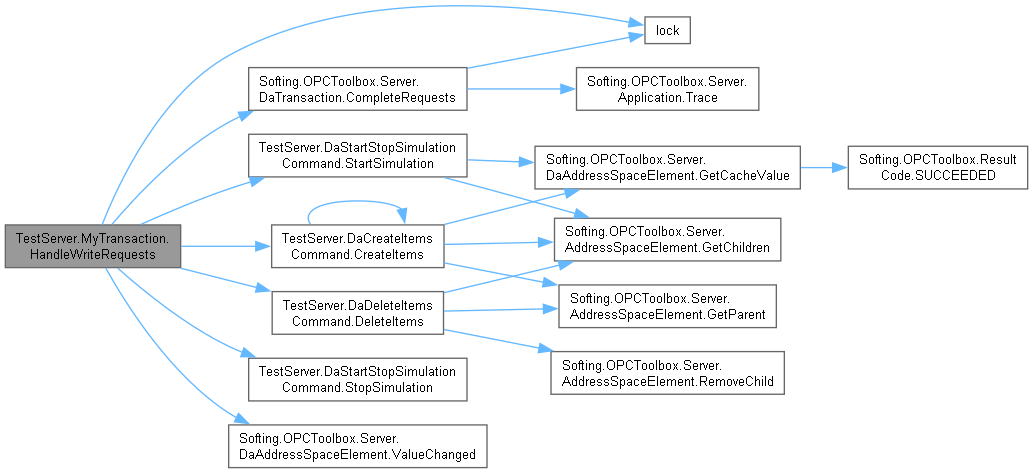 TestServer.MyTransaction.
HandleWriteRequests
lock
Softing.OPCToolbox.Server.
DaTransaction.CompleteRequests
Softing.OPCToolbox.Server.
Application.Trace
TestServer.DaStartStopSimulation
Command.StartSimulation
Softing.OPCToolbox.Server.
DaAddressSpaceElement.GetCacheValue
Softing.OPCToolbox.Result
Code.SUCCEEDED
TestServer.DaCreateItems
Command.CreateItems
Softing.OPCToolbox.Server.
AddressSpaceElement.GetChildren
TestServer.DaDeleteItems
Command.DeleteItems
Softing.OPCToolbox.Server.
AddressSpaceElement.GetParent
Softing.OPCToolbox.Server.
AddressSpaceElement.RemoveChild
TestServer.DaStartStopSimulation
Command.StopSimulation
Softing.OPCToolbox.Server.
DaAddressSpaceElement.ValueChanged